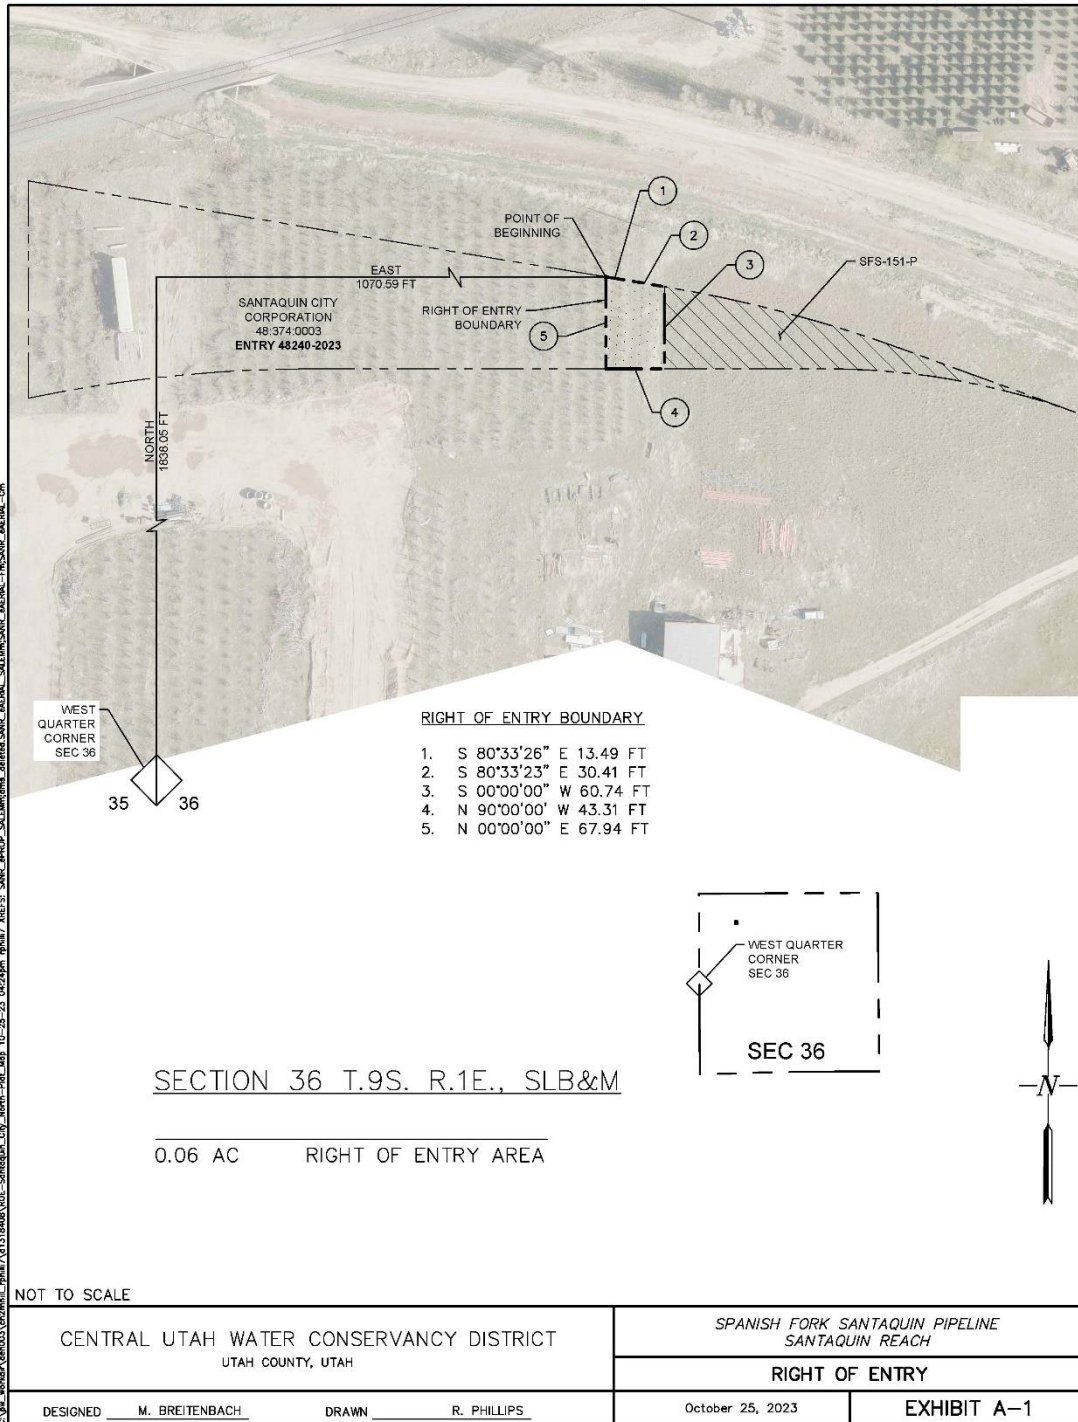 1
POINT OF
BEGINNING
2
3
SFS-151-P
EAST
1070.59 FT
SANTAQUIN CITY
CORPORATION
48:374:0003
ENTRY 48240-2023
RIGHT OF ENTRY
BOUNDARY
5
4
NORTH
1836.05 FT
WEST
QUARTER
CORNER
SEC 36
35 36
RIGHT OF ENTRY BOUNDARY
1. S 80°33'26" E 13.49 FT
2. S 80°33'23" E 30.41 FT
3. S 00°00'00" W 60.74 FT
4. N 90°00'00' W 43.31 FT
5. N 00°00'00" E 67.94 FT
WEST QUARTER
CORNER
SEC 36
SEC 36
SECTION 36 T.9S. R.1E., SLB&M
N
0.06 AC RIGHT OF ENTRY AREA
NOT TO SCALE
CENTRAL UTAH WATER CONSERVANCY DISTRICT
UTAH COUNTY, UTAH
SPANISH FORK SANTAQUIN PIPELINE
SANTAQUIN REACH
RIGHT OF ENTRY
DESIGNED M. BREITENBACH DRAWN R. PHILLIPS
October 25, 2023
EXHIBIT A-1